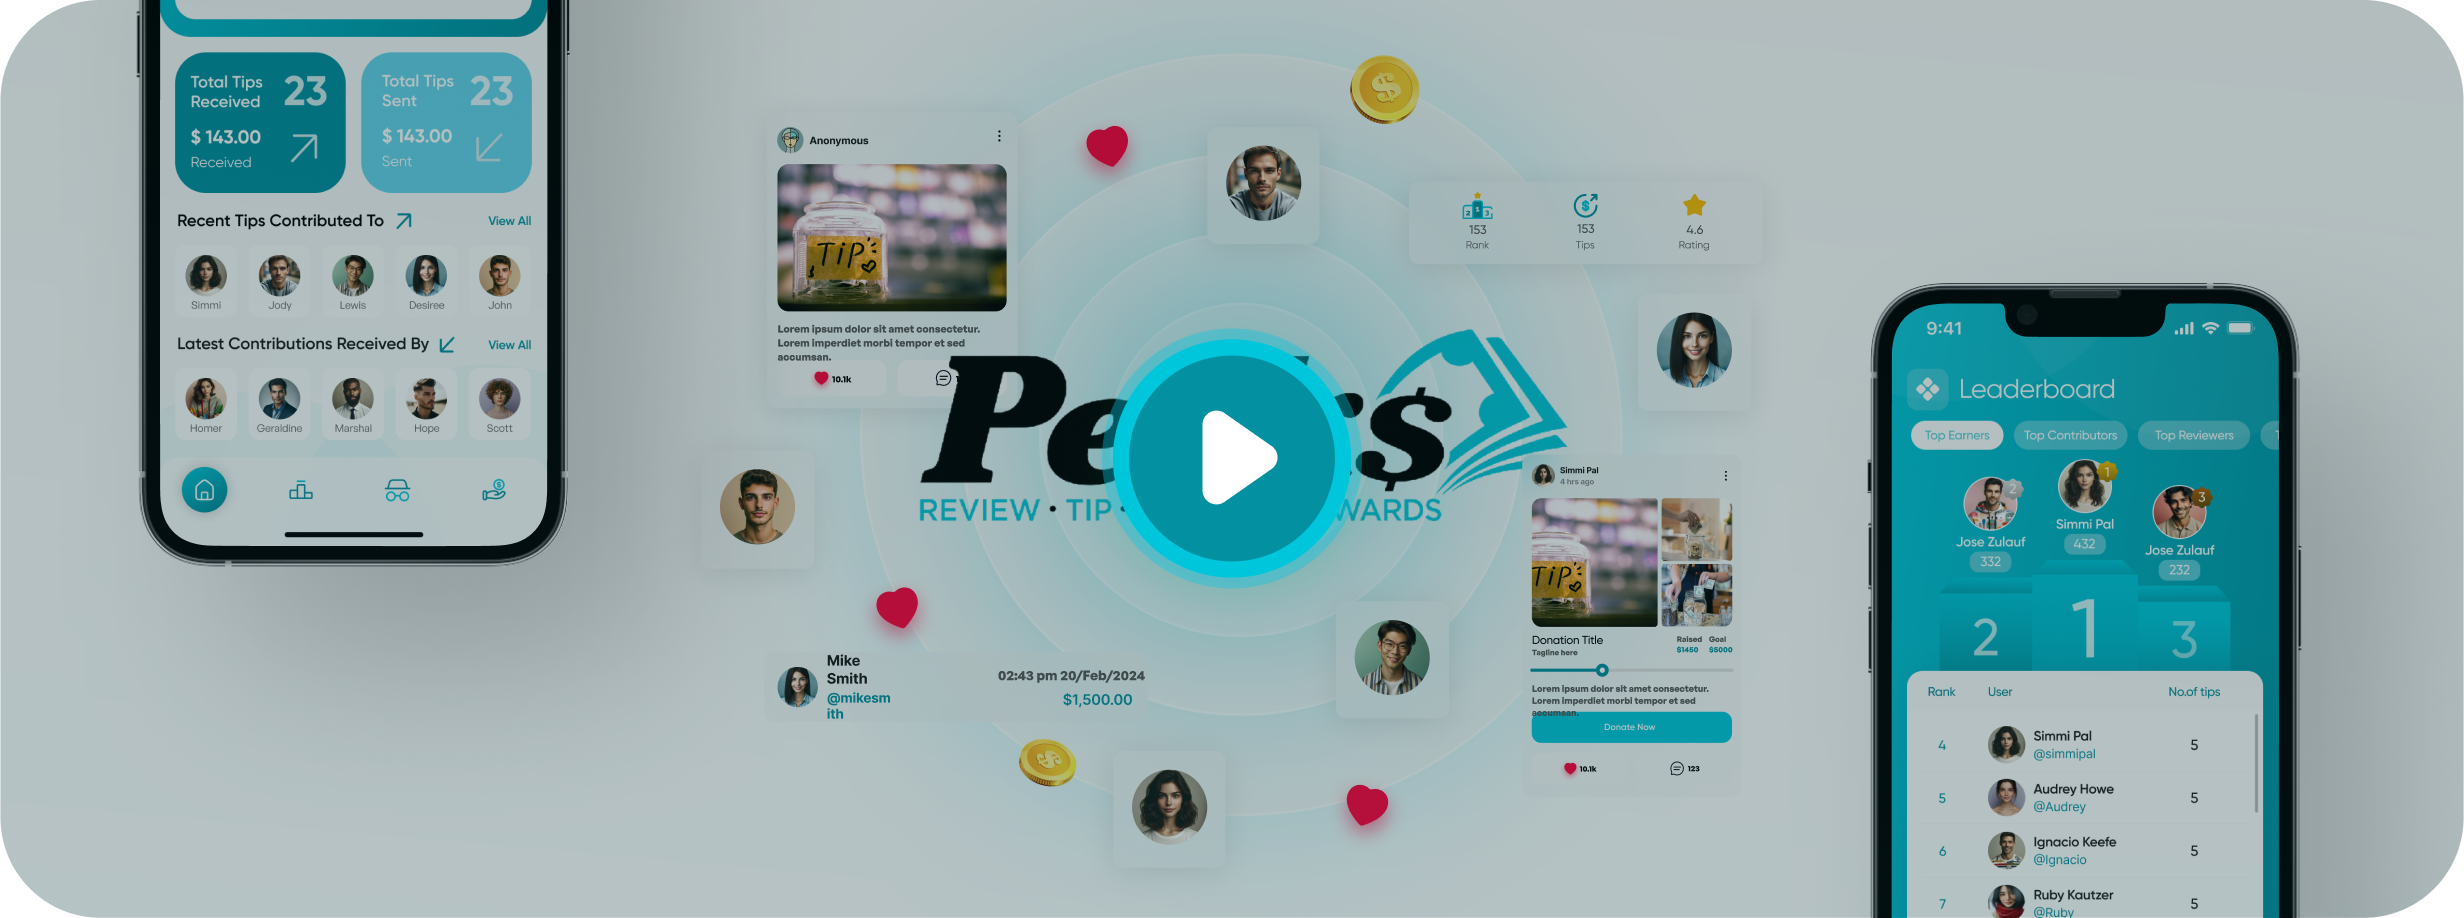 Total Tips
Received
23
$ 143.00
Received
Total Tips
Sent
23
$ 143.00
Sent
Recent Tips Contributed To
View All
Simmi
Jody
Lewis
Desiree
John
Latest Contributions Received By
View All
Homer
Geraldine
Marshal
Hope
Scott
Anonymous
TIP
Lorem ipsum dolor sit amet consectetur.
Lorem imperdiet morbi tempor et sed
accumsan.
10.1k
REVIEW • TIP •
153
Rank
153
Tips
4.6
Rating
Mike
Smith
@mikesm
ith
02:43 pm 20/Feb/2024
$1,500.00
Simmi Pal
4 hrs ago
TIP
Donation Title
Tagline here
Raised
Goal
$1450
$5000
Lorem ipsum dolor sit amet consectetur.
Lorem imperdiet morbi tempor et sed
accumsan.
Donate Now
10.1k
123
9:41
Leaderboard
Top Earners
Top Contributors
Top Reviewers
2
Jose Zulauf
332
1
Simmi Pal
432
3
Jose Zulauf
232
2
1
3
Rank
User
No.of tips
4
Simmi Pal
@simmipal
5
5
Audrey Howe
@Audrey
5
6
Ignacio Keefe
@Ignacio
5
7
Ruby Kautzer
@Ruby
5